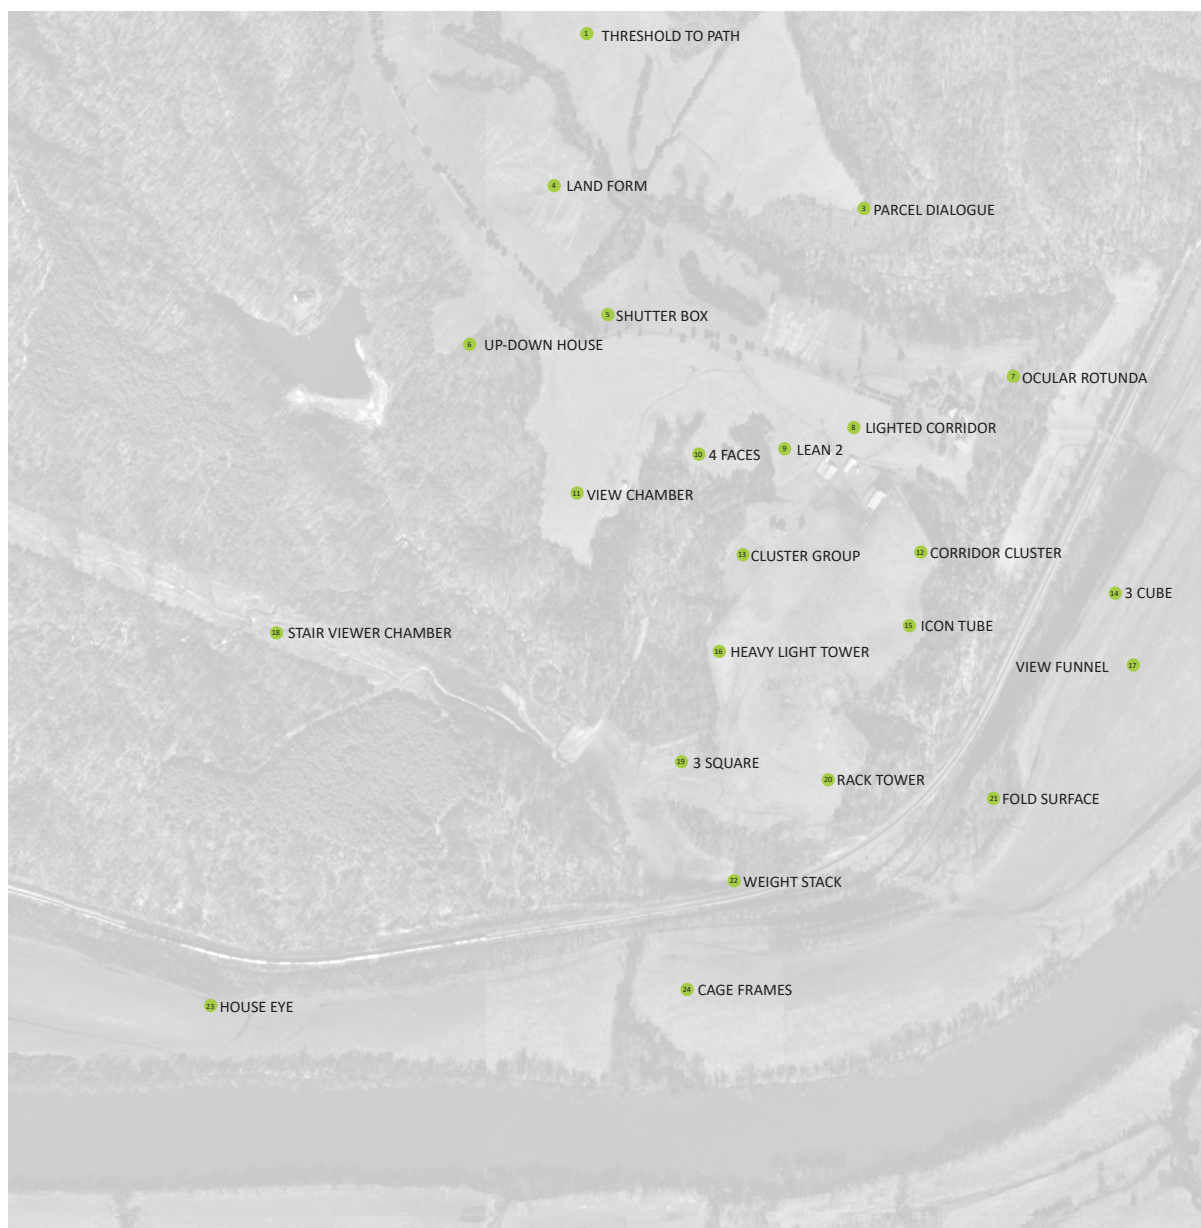 1 THRESHOLD TO PATH
4 LAND FORM
3 PARCEL DIALOGUE
5 SHUTTER BOX
6 UP-DOWN HOUSE
7 OCULAR ROTUNDA
8 LIGHTED CORRIDOR
9 LEAN 2
10 4 FACES
11 VIEW CHAMBER
12 CORRIDOR CLUSTER
13 CLUSTER GROUP
14 3 CUBE
15 ICON TUBE
18 STAIR VIEWER CHAMBER
16 HEAVY LIGHT TOWER
VIEW FUNNEL 17
19 3 SQUARE
20 RACK TOWER
21 FOLD SURFACE
22 WEIGHT STACK
24 CAGE FRAMES
23 HOUSE EYE